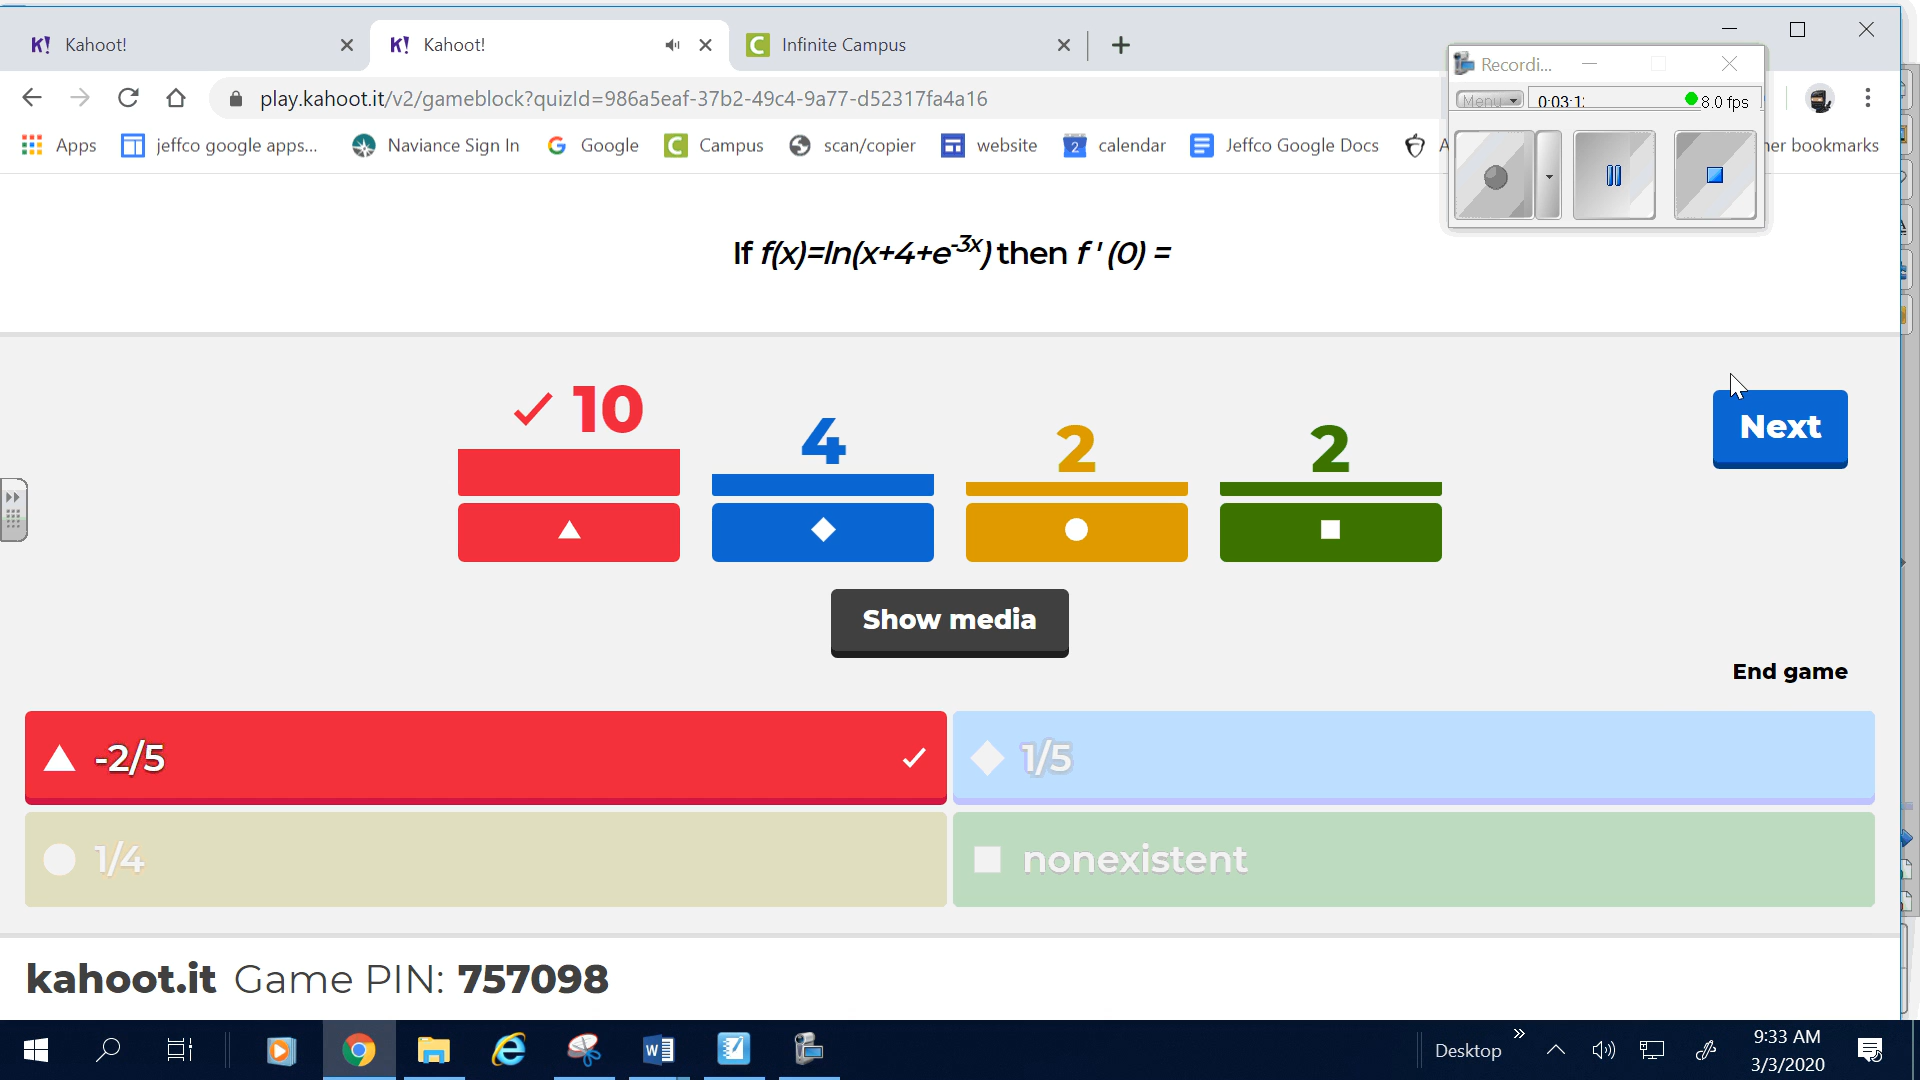 Kahoot!
Kahoot!
Infinite Campus
Recordi...
play.kahoot.it/v2/gameblock?quizId=986a5eaf-37b2-49c4-9a77-d52317fa4a16
Menu
8.0 fps
Apps
jeffco google apps...
Naviance Sign In
Google
Campus
scan/copier
website
2
calendar
Jeffco Google Docs
bookmarks
If f(x)=ln(x+4+e^-3x) then f ' (0) =
10
4
2
2
Next
Show media
End game
-2/5
1/5
1/4
nonexistent
kahoot.it Game PIN: 757098
Desktop
9:33 AM
3/3/2020